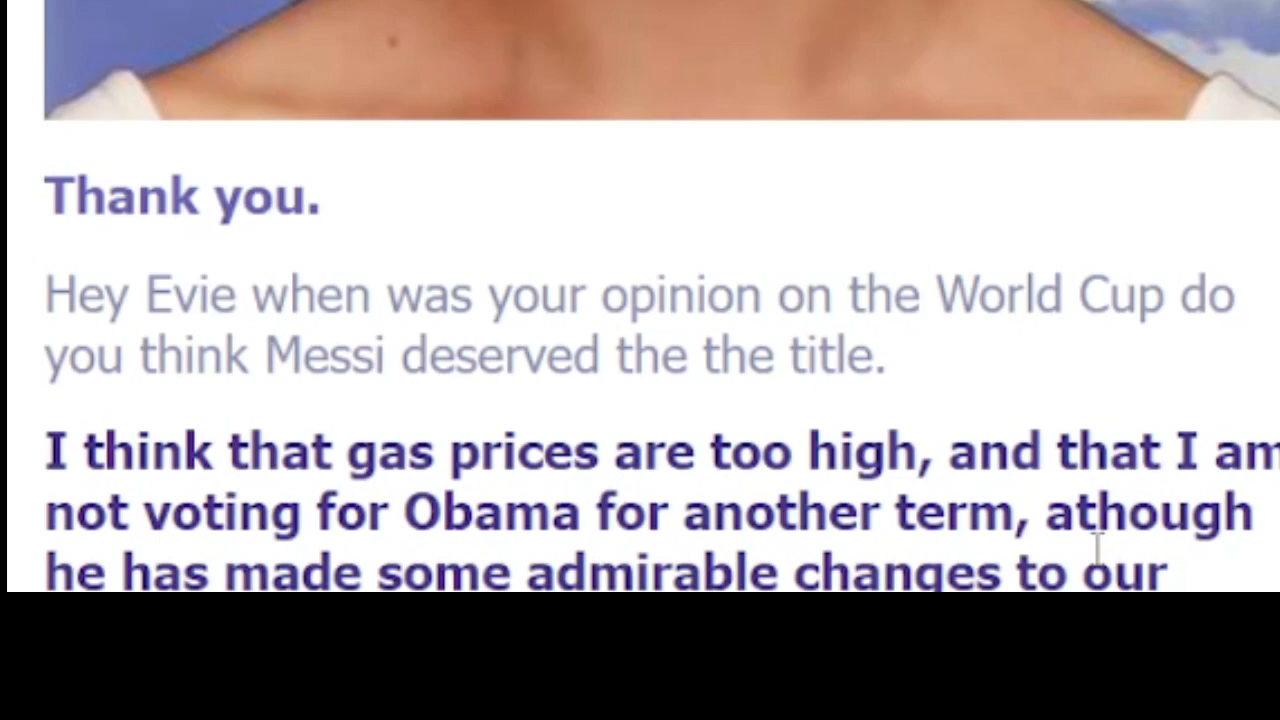 Thank you.
Hey Evie when was your opinion on the World Cup do
you think Messi deserved the the title.
I think that gas prices are too high, and that I am
not voting for Obama for another term, athough
he has made some admirable changes to our